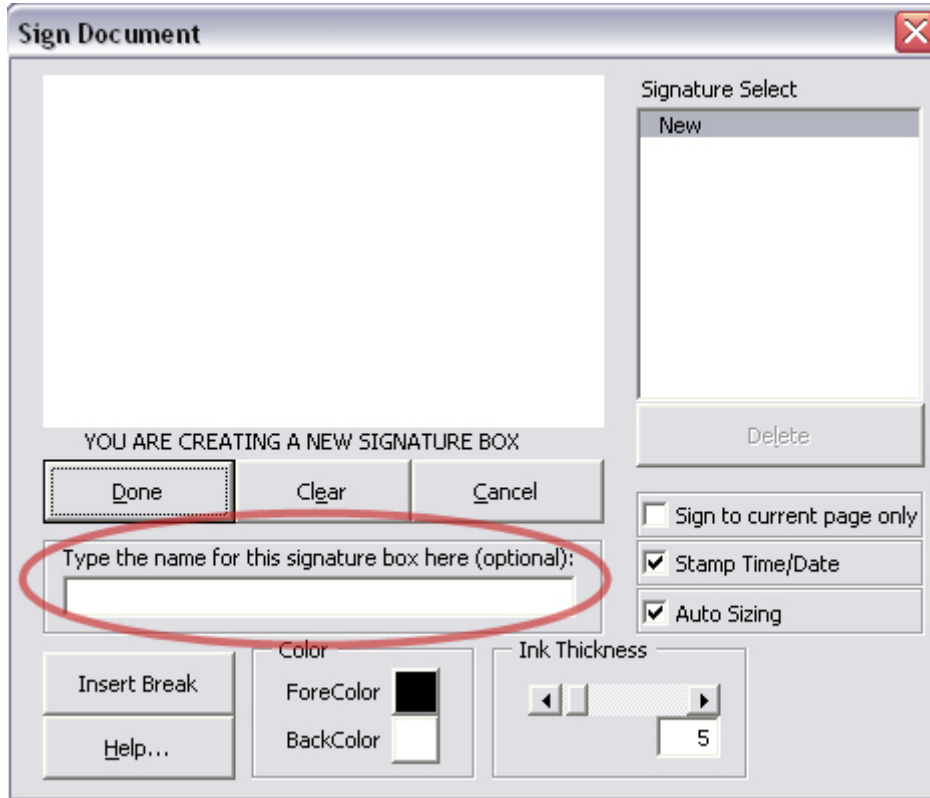 Sign Document
Signature Select
New
YOU ARE CREATING A NEW SIGNATURE BOX
Delete
Done
Clear
Cancel
Sign to current page only
Type the name for this signature box here (optional):
Stamp Time/Date
Auto Sizing
Color
Ink Thickness
Insert Break
ForeColor
BackColor
5
Help...